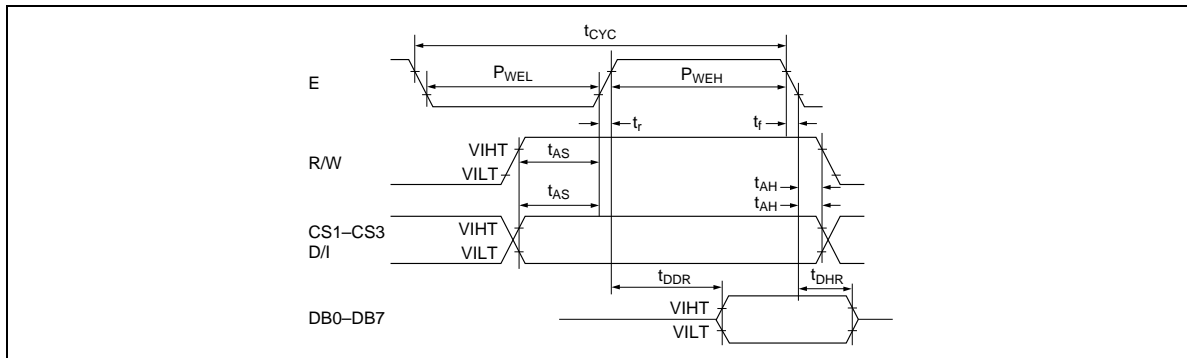 tCYC
E
PWEL
PWEH
tr
tf
R/W
VIHT
VILT
tAS
tAS
tAH
tAH
CS1–CS3
D/I
VIHT
VILT
tDDR
tDHR
DB0–DB7
VIHT
VILT